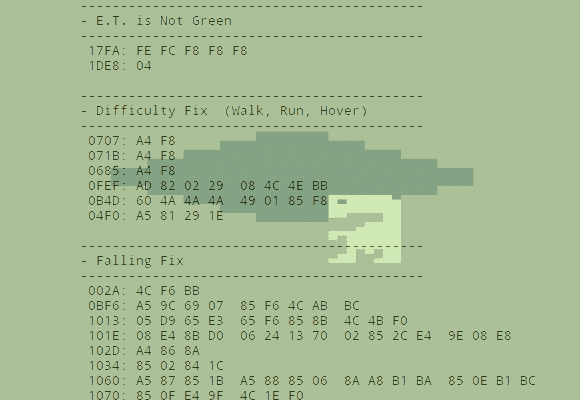 --------------------------------------
- E.T. is Not Green
--------------------------------------
17FA: FE FC F8 F8 F8
1DE8: 04
--------------------------------------
- Difficulty Fix  (Walk, Run, Hover)
--------------------------------------
0707: A4 F8
071B: A4 F8
0685: A4 F8
0FEF: AD 82 02 29  08 4C 4E BB
0B4D: 60 4A 4A 4A  49 01 85 F8
04F0: A5 81 29 1E
--------------------------------------
- Falling Fix
--------------------------------------
002A: 4C F6 BB
0BF6: A5 9C 69 07  85 F6 4C AB  BC
1013: 05 D9 65 E3  65 F6 85 8B  4C 4B F0
101E: 08 E4 8B D0  06 24 13 70  02 85 2C E4  9E 08 E8
102D: A4 86 8A
1034: 85 02 84 1C
1060: A5 87 85 1B  A5 88 85 06  8A A8 B1 BA  85 0E B1 BC
1070: 85 0F E4 9F  4C 1E F0